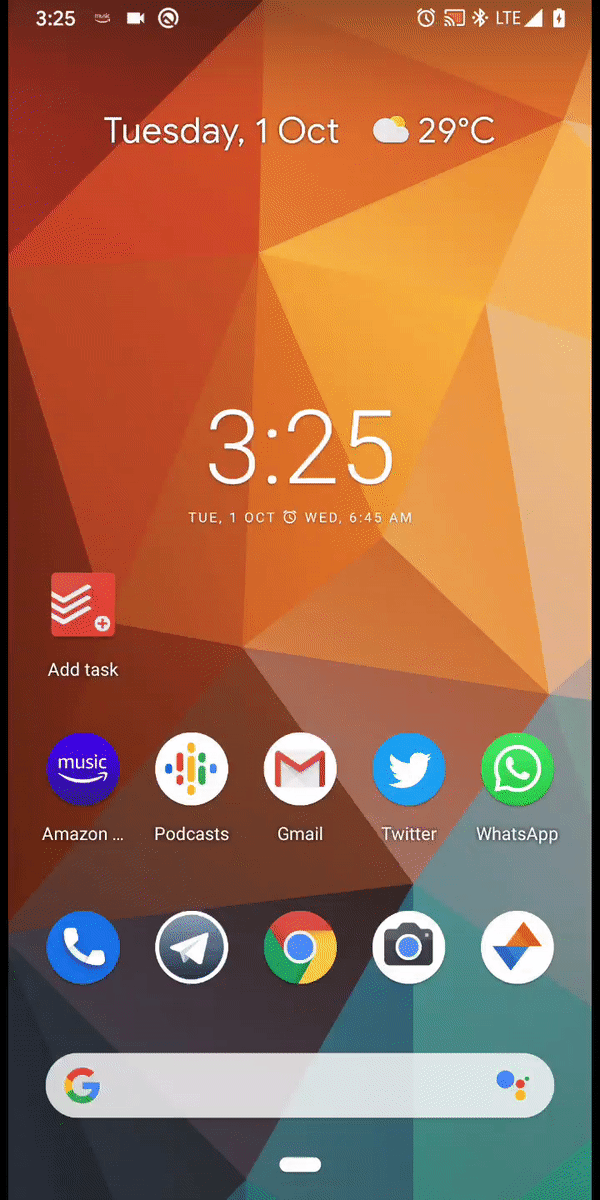 3:25 music LTE
Tuesday, 1 Oct 29°C
3:25
TUE, 1 OCT WED, 6:45 AM
Add task
music
Amazon ... Podcasts Gmail Twitter WhatsApp
G